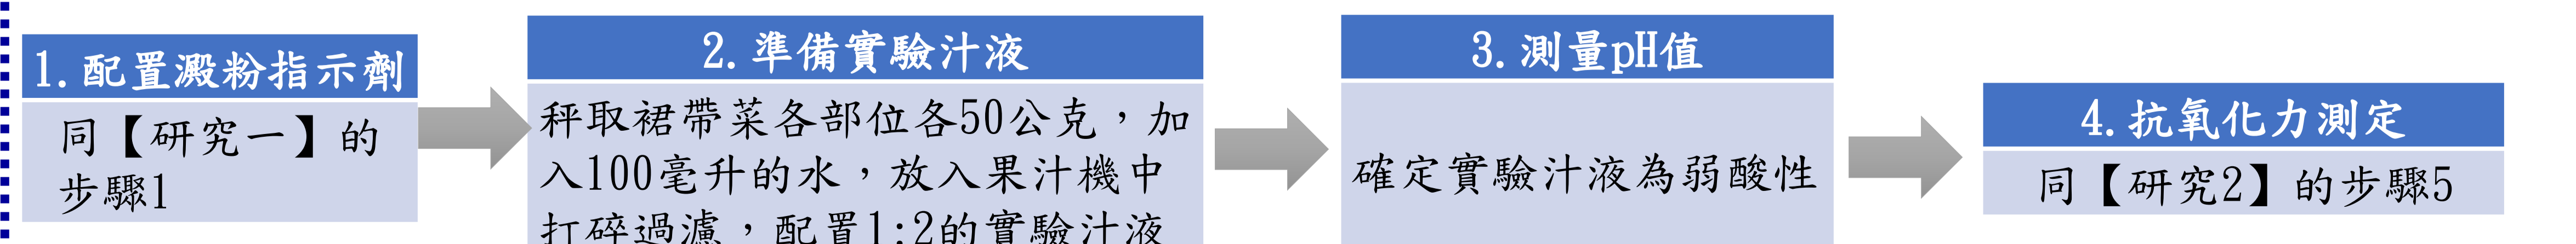 1.配置澱粉指示劑
同【研究一】的
步驟1
2.準備實驗汁液
秤取裙帶菜各部位各50公克，加
入100毫升的水，放入果汁機中
打碎過濾，配置1:2的實驗汁液
3.測量pH值
確定實驗汁液為弱酸性
4.抗氧化力測定
同【研究2】的步驟5